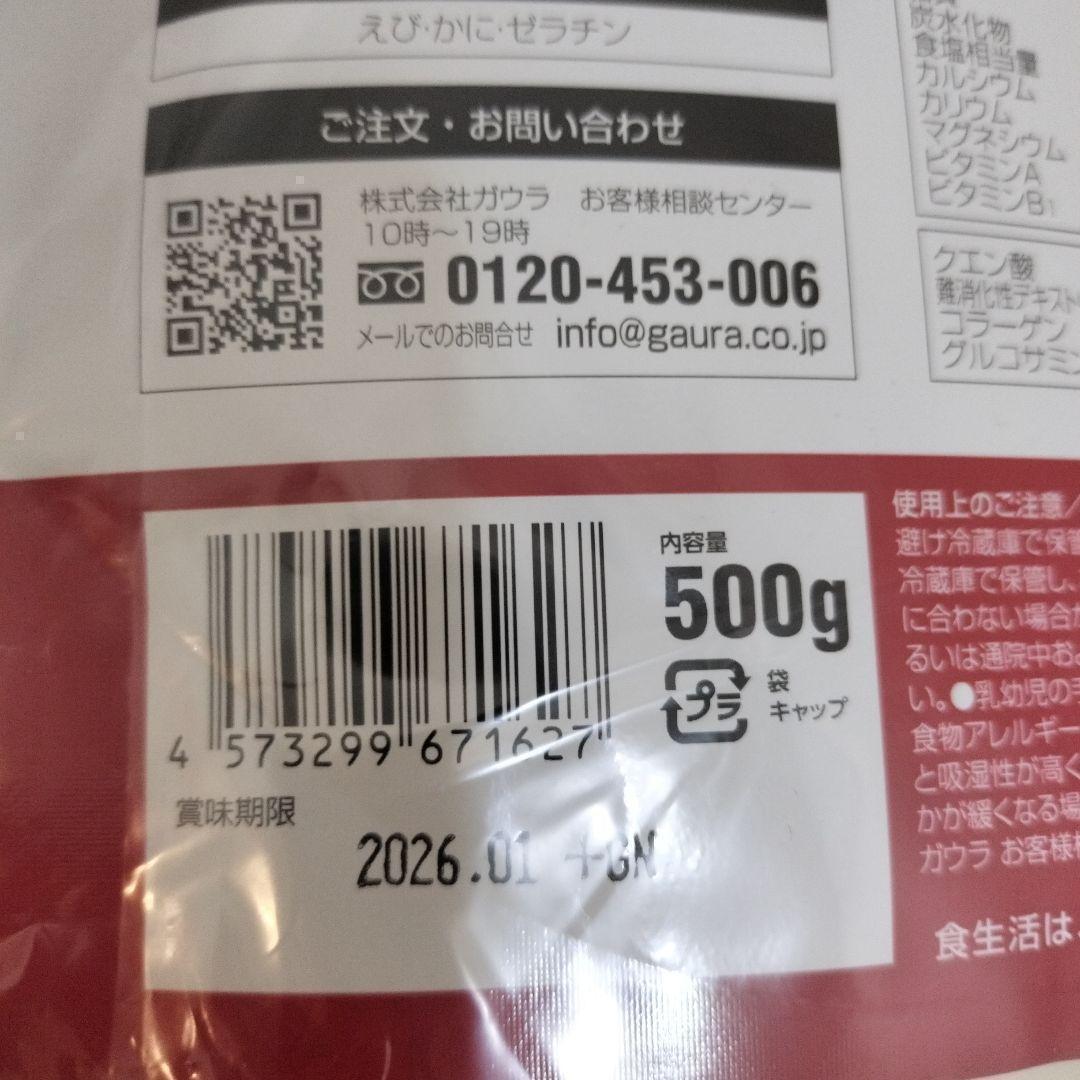 えび・かに・ゼラチン
ご注文・お問い合わせ
株式会社ガウラ お客様相談センター
10時〜19時
0120-453-006
メールでのお問合せ info@gaura.co.jp
炭水化物
食塩相当量
カルシウム
カリウム
マグネシウム
ビタミンA
ビタミンB1
クエン酸
難消化性デキスト
コラーゲン
グルコサミン
内容量
500g
プラ
袋
キャップ
4 573299 671627
賞味期限
2026.01 +GN
使用上のご注意/
避け冷蔵庫で保管
冷蔵庫で保管し、
に合わない場合
るいは通院中およ
い。●乳幼児の手
食物アレルギー
と吸湿性が高く
かが緩くなる場
ガウラ お客様相
食生活は、